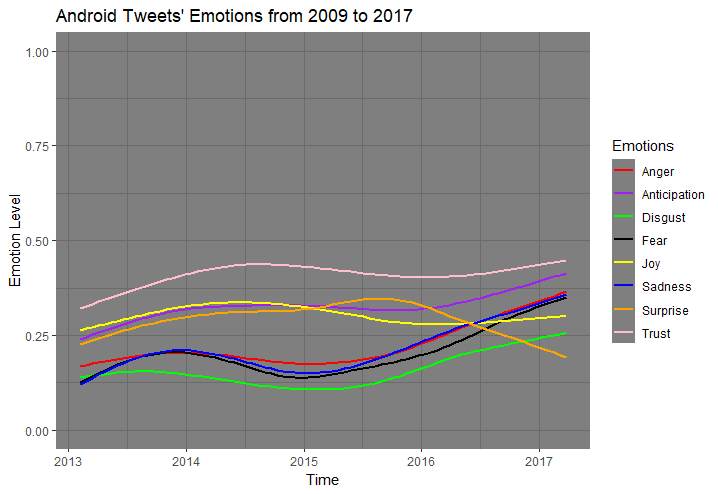 Android Tweets' Emotions from 2009 to 2017
1.00
0.75
0.50
0.25
0.00
Emotion Level
2013 2014 2015 2016 2017
Time
Emotions
Anger
Anticipation
Disgust
Fear
Joy
Sadness
Surprise
Trust